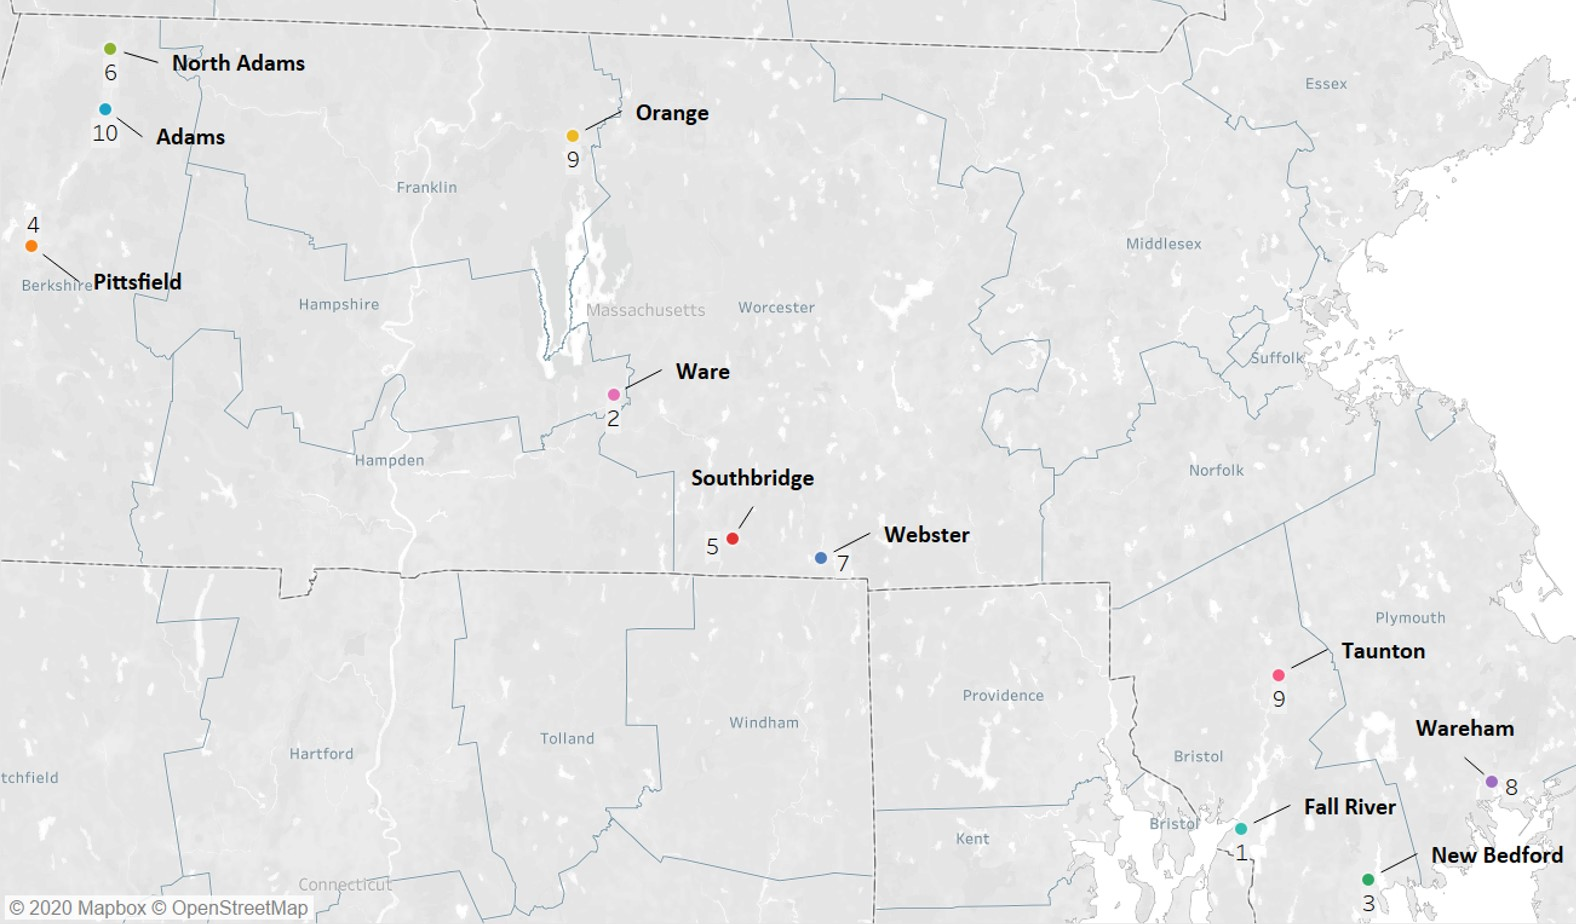 North Adams
6
Essex
Orange
10
Adams
9
Franklin
4
Middlesex
Berkshire
Pittsfield
Hampshire
Massachusetts
Worcester
Suffolk
Ware
2
Hampden
Norfolk
Southbridge
5
Webster
7
Plymouth
Taunton
Providence
9
Windham
Wareham
Tolland
Hartford
Bristol
tchfield
8
Fall River
Bristol
Kent
1
New Bedford
Connecticut
3
© 2020 Mapbox © OpenStreetMap